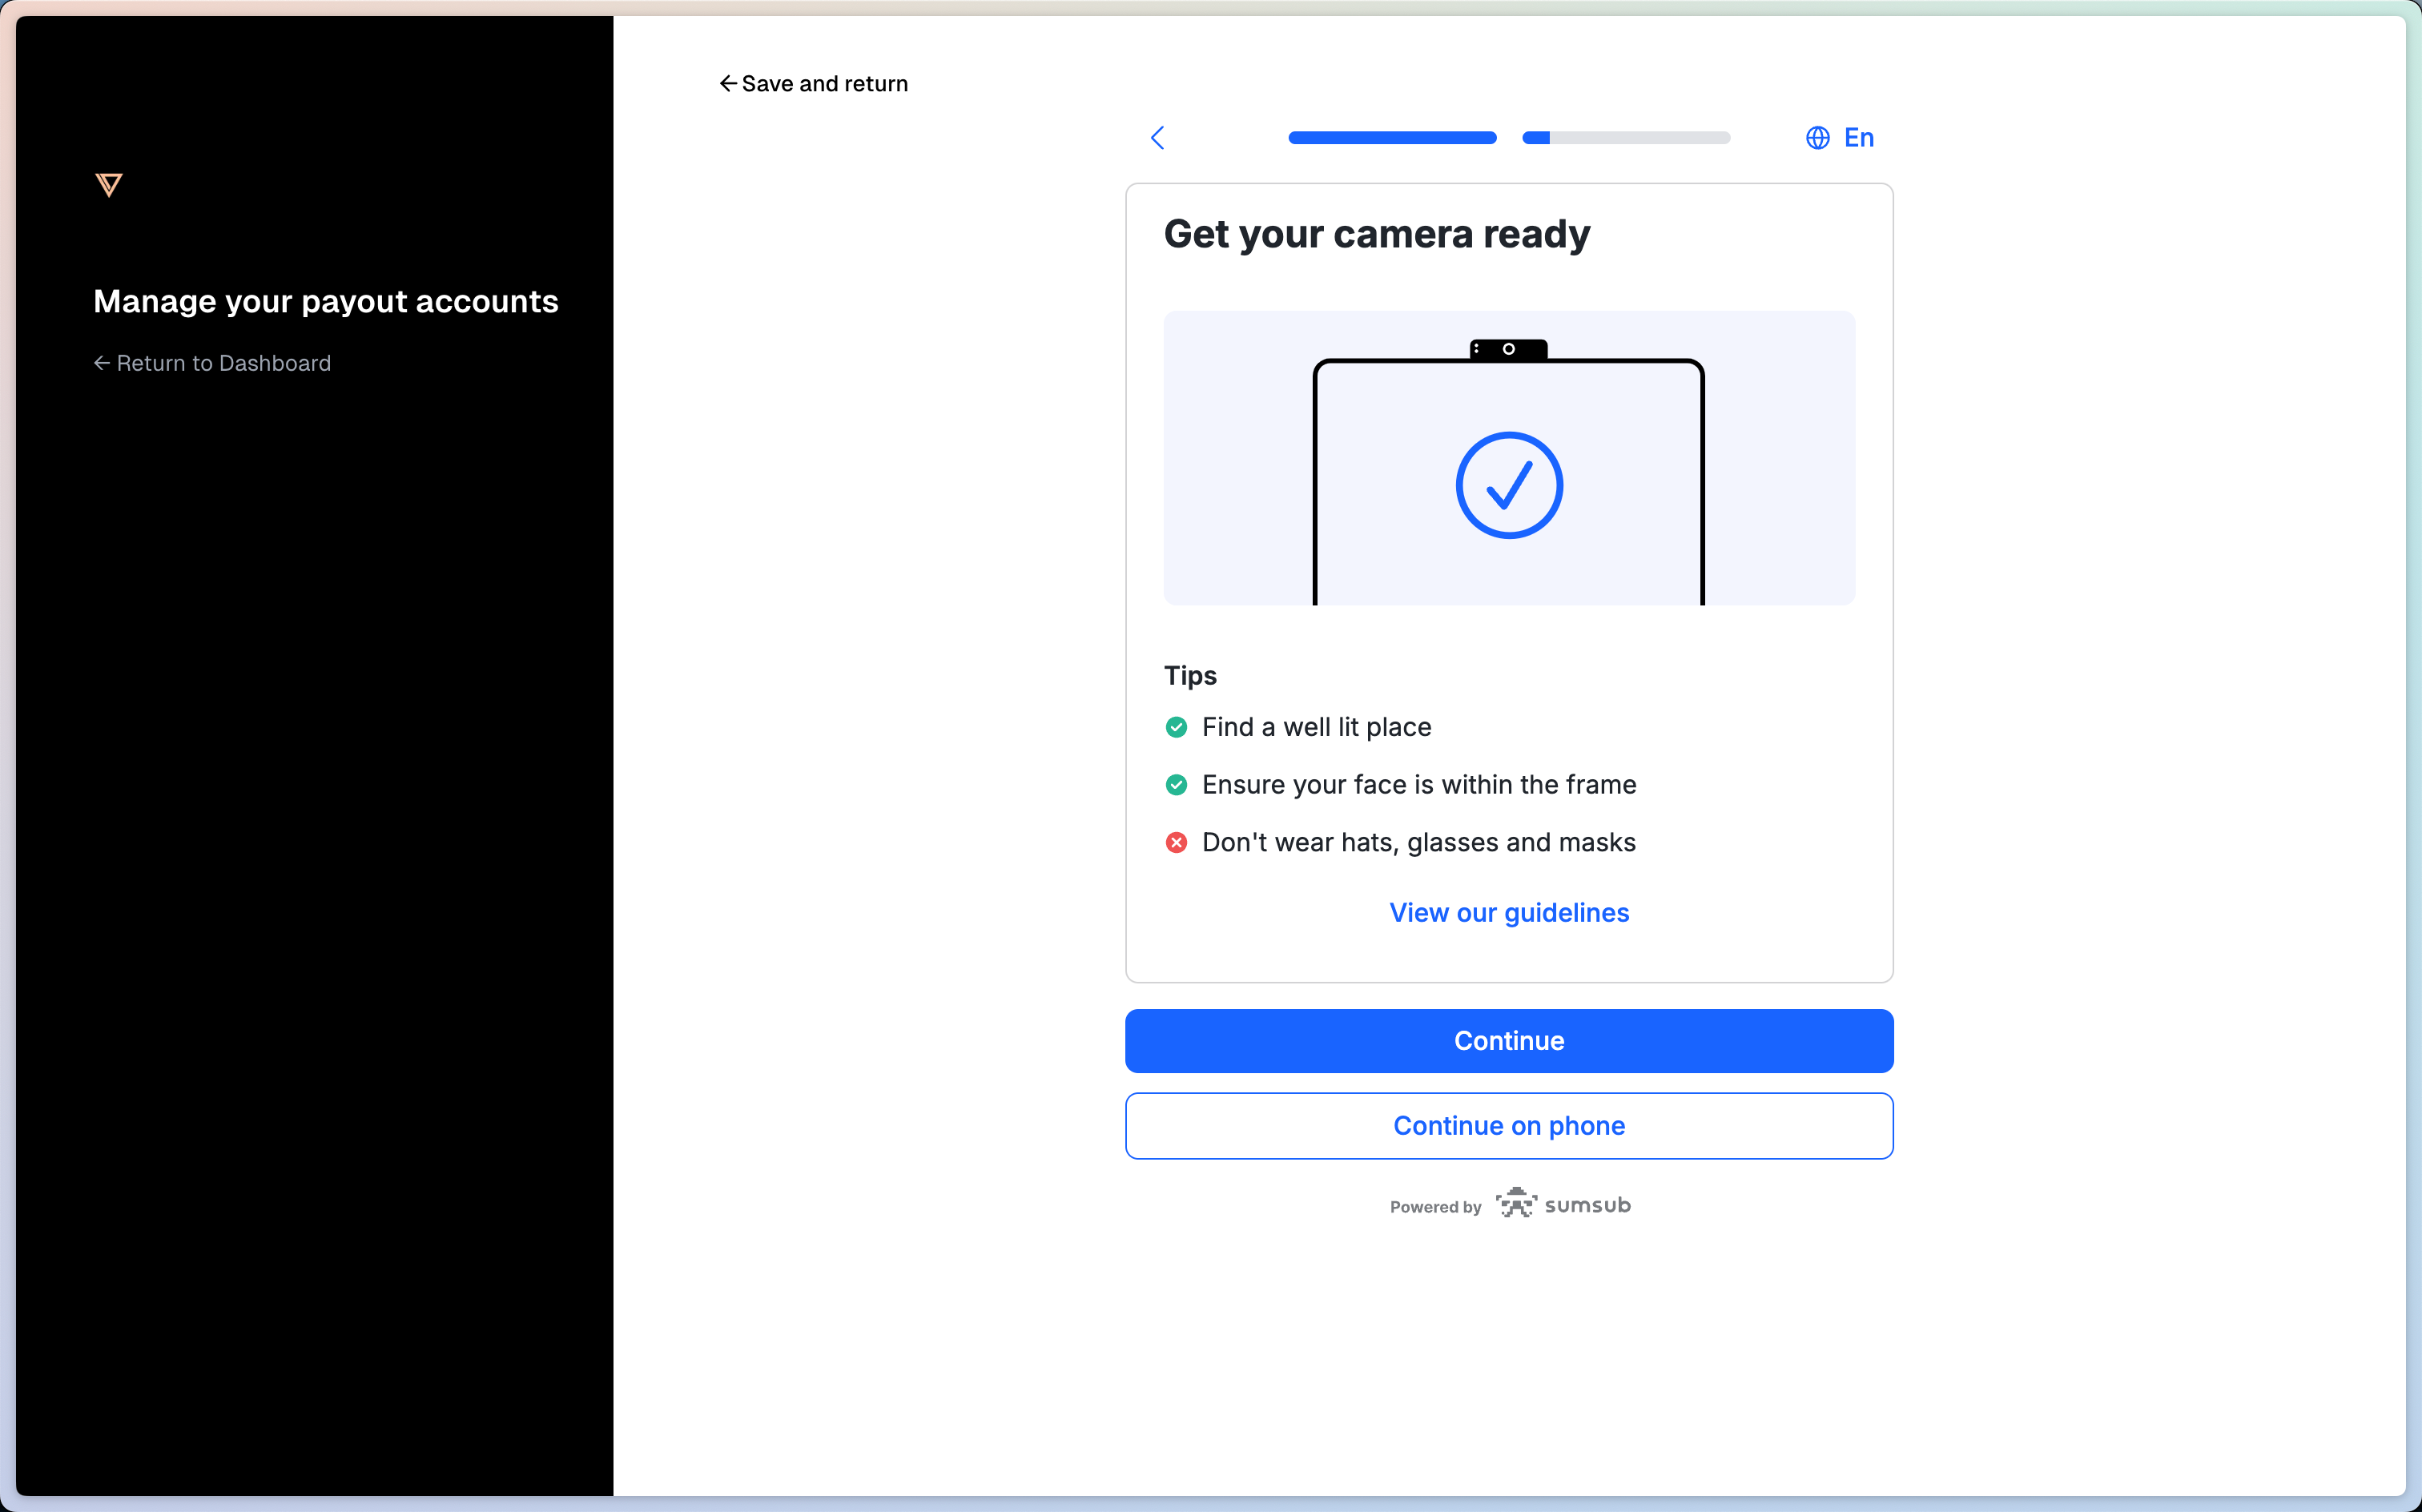 Manage your payout accounts
← Return to Dashboard
← Save and return
En
Get your camera ready
Tips
Find a well lit place
Ensure your face is within the frame
Don't wear hats, glasses and masks
View our guidelines
Continue
Continue on phone
Powered by sumsub